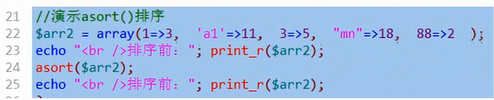 21 //演示asort()排序
22 $arr2 = array(1=>3, 'a1'=>11, 3=>5, "mn"=>18, 88=>2 );
23 echo "<br />排序前："; print_r($arr2);
24 asort($arr2);
25 echo "<br />排序前："; print_r($arr2);